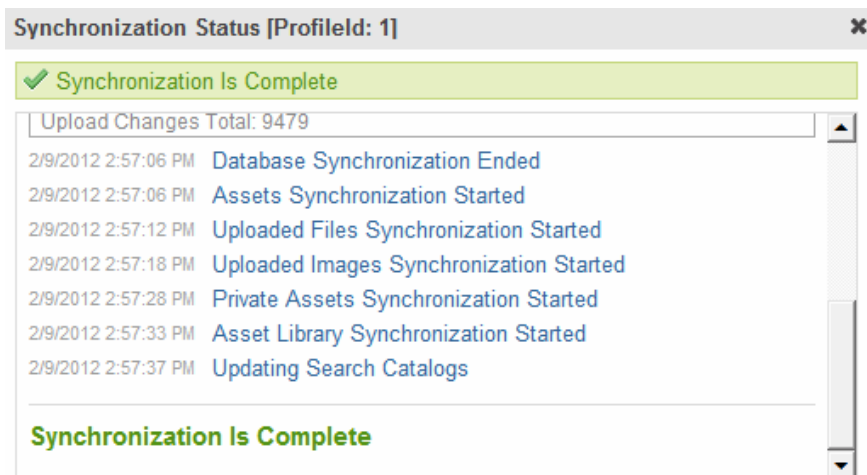 Synchronization Status [ProfileId: 1]
Synchronization Is Complete
Upload Changes Total: 9479
2/9/2012 2:57:06 PM Database Synchronization Ended
2/9/2012 2:57:06 PM Assets Synchronization Started
2/9/2012 2:57:12 PM Uploaded Files Synchronization Started
2/9/2012 2:57:18 PM Uploaded Images Synchronization Started
2/9/2012 2:57:28 PM Private Assets Synchronization Started
2/9/2012 2:57:33 PM Asset Library Synchronization Started
2/9/2012 2:57:37 PM Updating Search Catalogs
Synchronization Is Complete